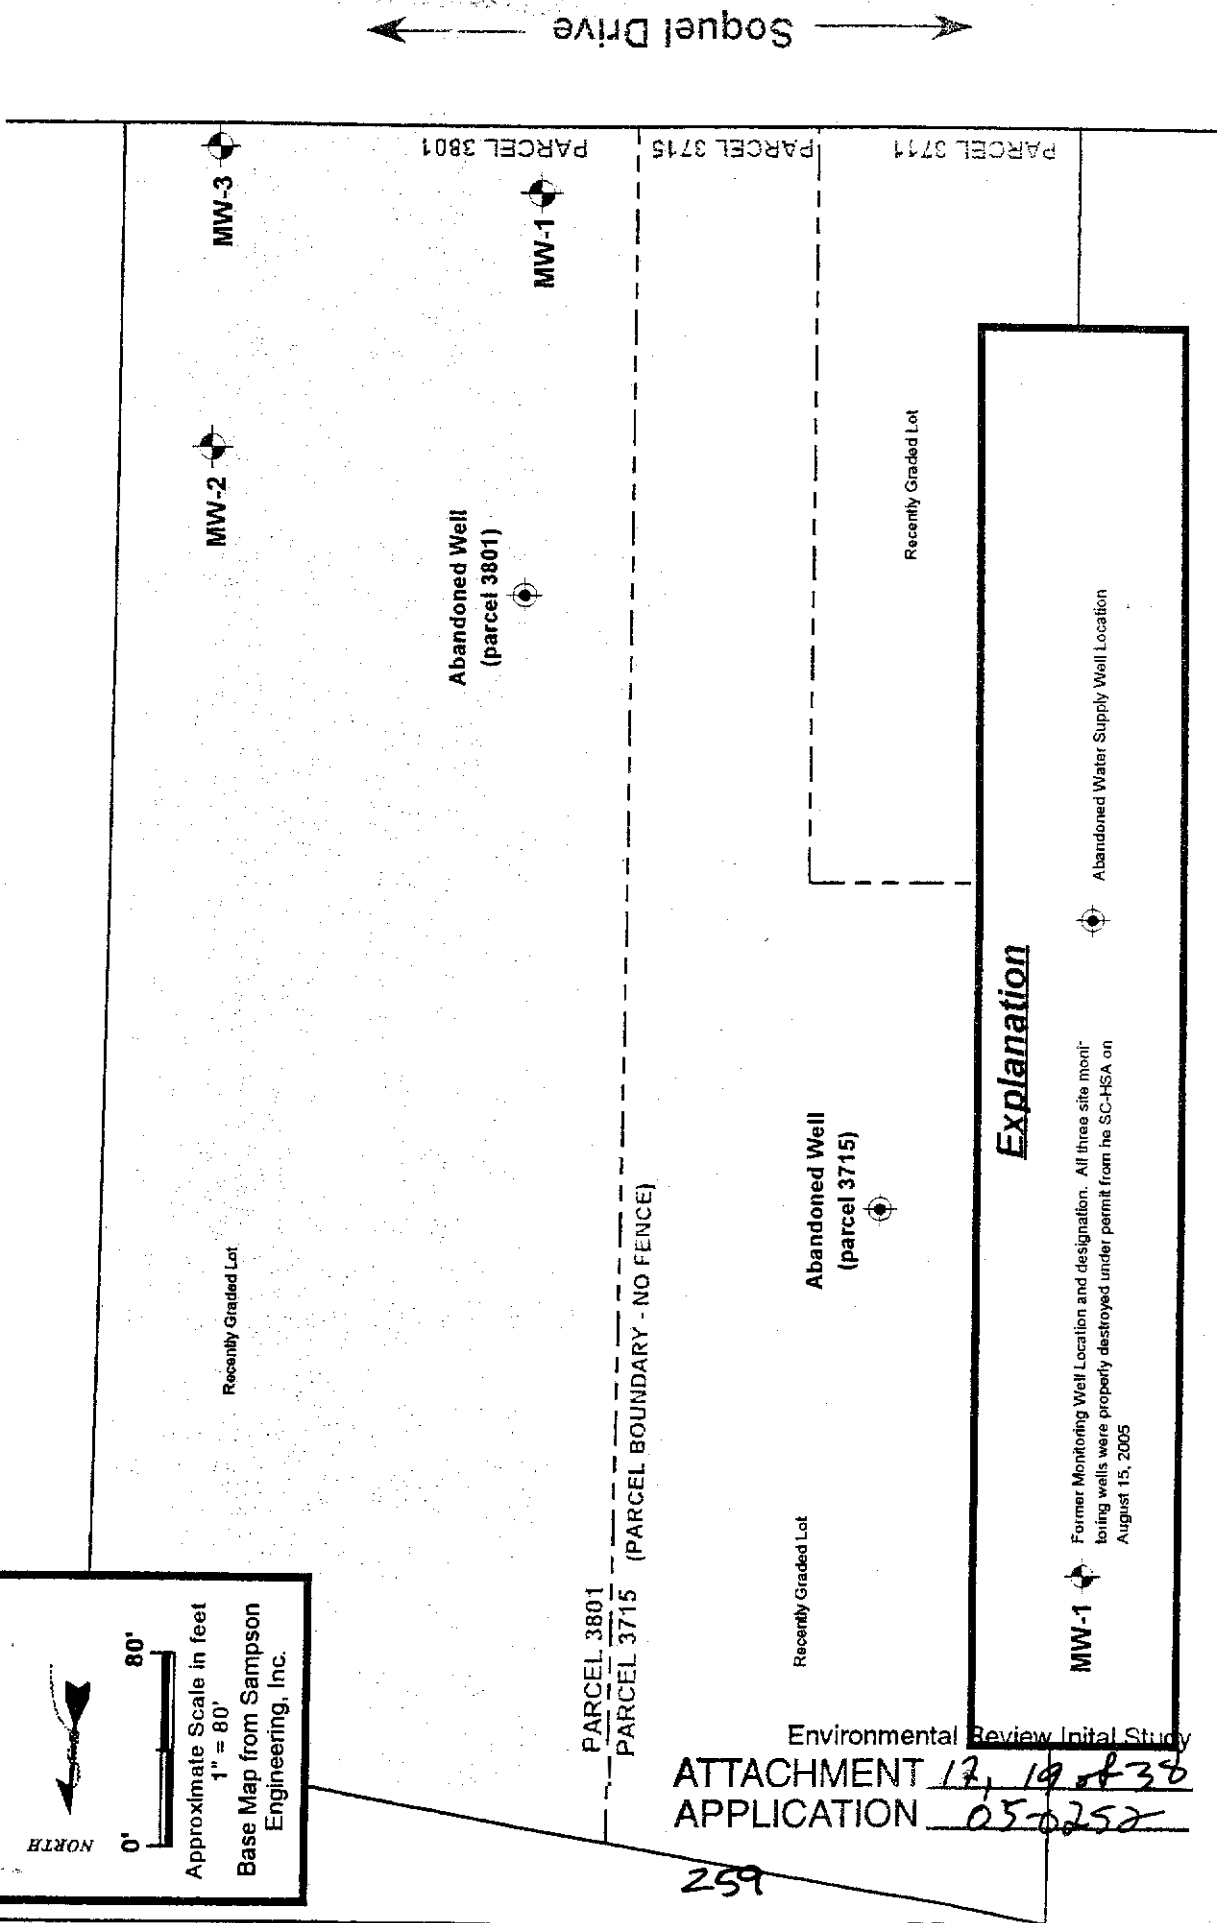 Soquel Drive
PARCEL 3801
PARCEL 3715
PARCEL 3711
MW-3
MW-1
MW-2
Abandoned Well
(parcel 3801)
Recently Graded Lot
Recently Graded Lot
PARCEL 3801
PARCEL 3715 (PARCEL BOUNDARY - NO FENCE)
Abandoned Well
(parcel 3715)
Recently Graded Lot
NORTH
0' 80'
Approximate Scale in feet
1" = 80'
Base Map from Sampson
Engineering, Inc.
Explanation
MW-1 Former Monitoring Well Location and designation. All three site moni-
toring wells were properly destroyed under permit from he SC-HSA on
August 15, 2005
Abandoned Water Supply Well Location
Environmental Review Inital Study
ATTACHMENT 12, 19 of 38
APPLICATION 05-0252
259